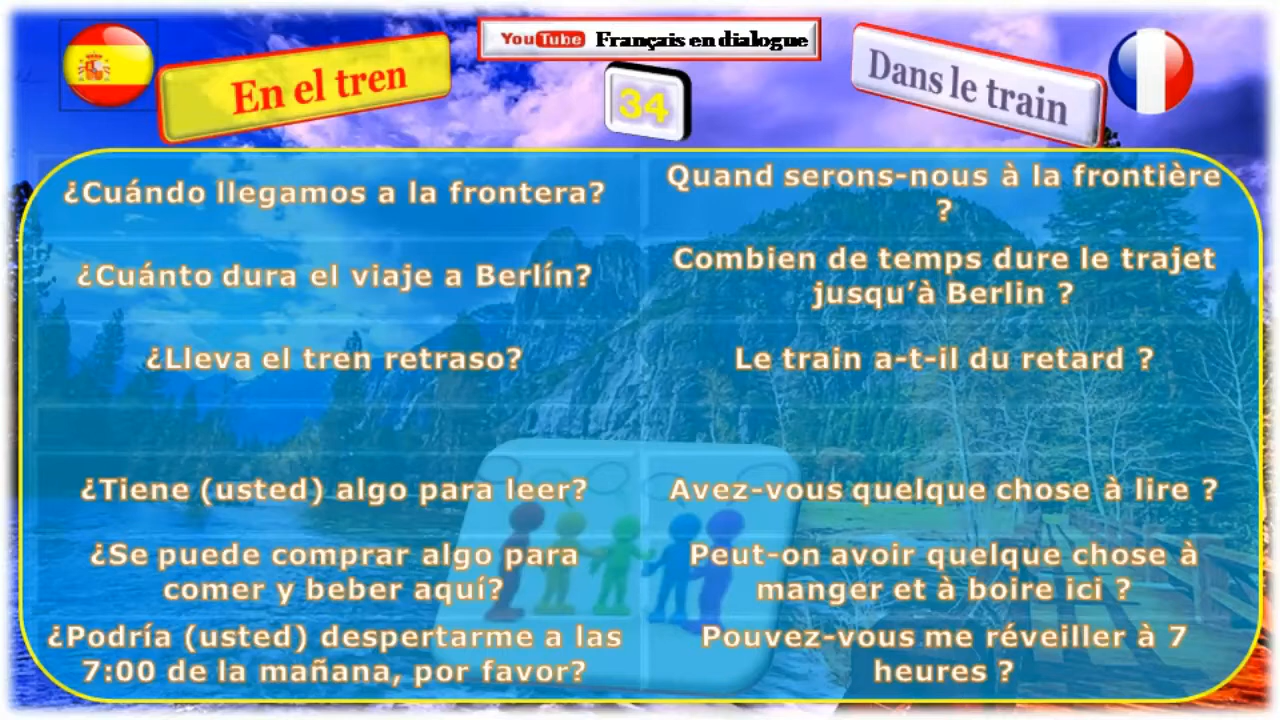 En el tren
YouTube Français en dialogue
34
Dans le train
¿Cuándo llegamos a la frontera?
Quand serons-nous à la frontière
?
¿Cuánto dura el viaje a Berlín?
Combien de temps dure le trajet
jusqu’à Berlin ?
¿Lleva el tren retraso?
Le train a-t-il du retard ?
¿Tiene (usted) algo para leer?
Avez-vous quelque chose à lire ?
¿Se puede comprar algo para
comer y beber aquí?
Peut-on avoir quelque chose à
manger et à boire ici ?
¿Podría (usted) despertarme a las
7:00 de la mañana, por favor?
Pouvez-vous me réveiller à 7
heures ?